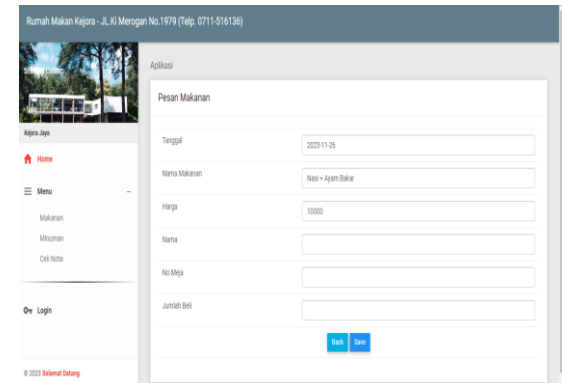 Rumah Makan Kejora - JL.Ki Merogan No.1979 (Telp. 0711-516136)
Aplikasi
Pesan Makanan
Kejora Jaya
Home
Menu
Makanan
Minuman
Cek Nota
Login
© 2023 Selamat Datang.
Tanggal
2023-11-26
Nama Makanan
Nasi + Ayam Bakar
Harga
10000
Nama
No.Meja
Jumlah Beli
Back
Save